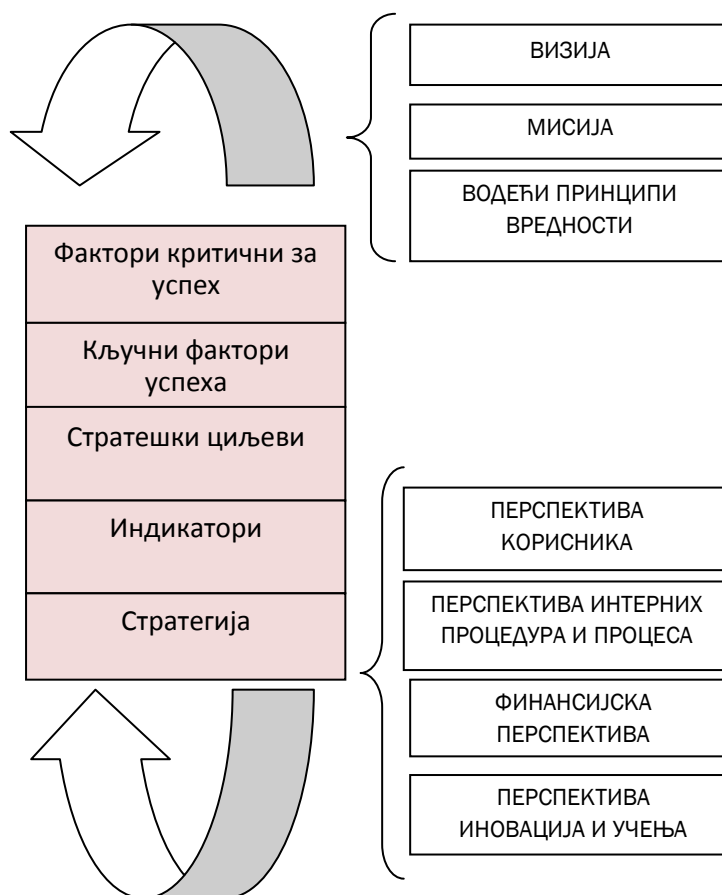 ВИЗИЈА
МИСИЈА
ВОДЕЋИ ПРИНЦИПИ
ВРЕДНОСТИ
Фактори критични за
успех
Кључни фактори
успеха
Стратешки циљеви
Индикатори
Стратегија
ПЕРСПЕКТИВА
КОРИСНИКА
ПЕРСПЕКТИВА ИНТЕРНИХ
ПРОЦЕДУРА И ПРОЦЕСА
ФИНАНСИЈСКА
ПЕРСПЕКТИВА
ПЕРСПЕКТИВА
ИНОВАЦИЈА И УЧЕЊА